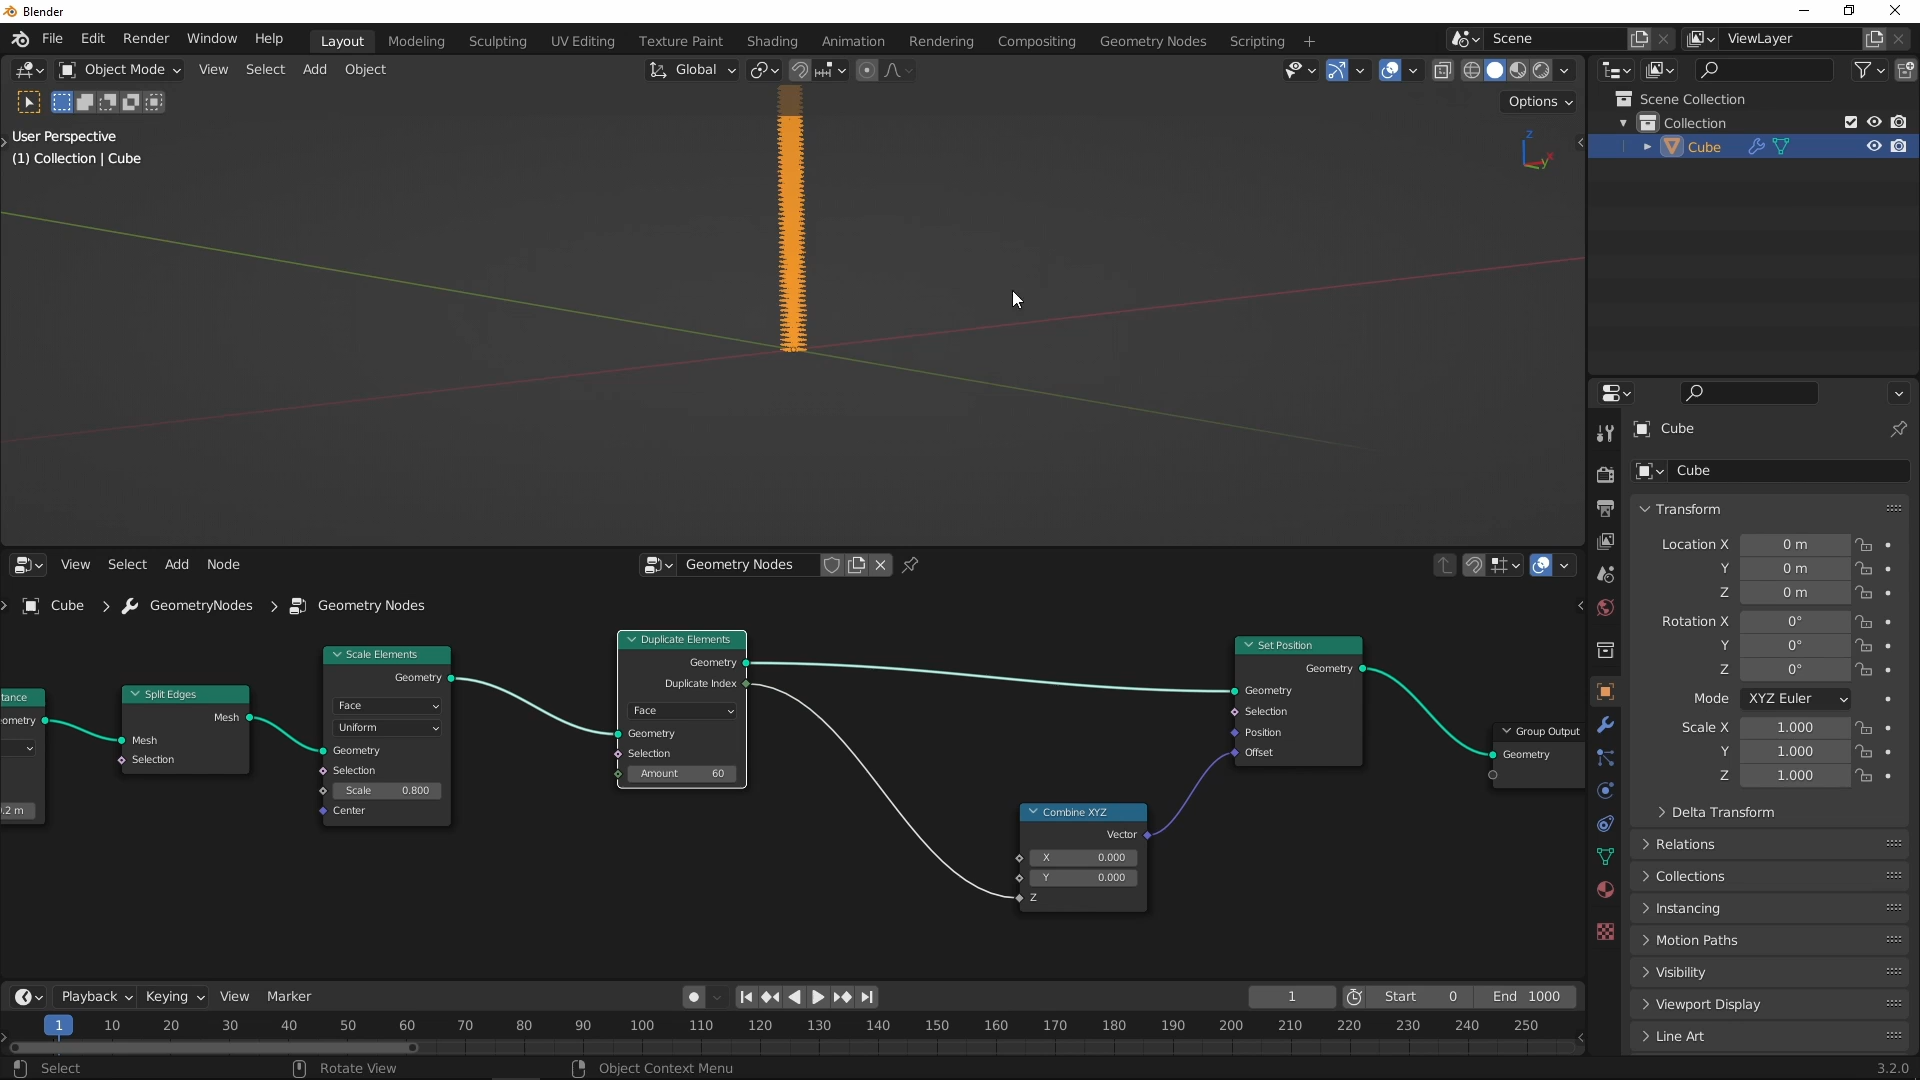 Blender
File Edit Render Window Help Layout Modeling Sculpting UV Editing Texture Paint Shading Animation Rendering Compositing Geometry Nodes Scripting + Scene ViewLayer
Object Mode View Select Add Object Global
Options
User Perspective
(1) Collection | Cube
Z
Y
Scene Collection
Collection
Cube
Cube
Cube
Transform
Location X 0 m
Y 0 m
Z 0 m
Rotation X 0°
Y 0°
Z 0°
Mode XYZ Euler
Scale X 1.000
Y 1.000
Z 1.000
Delta Transform
Relations
Collections
Instancing
Motion Paths
Visibility
Viewport Display
Line Art
View Select Add Node Geometry Nodes
Cube > GeometryNodes > Geometry Nodes
tance
ometry
.2 m
Split Edges
Mesh
Mesh
Selection
Scale Elements
Geometry
Face
Uniform
Geometry
Selection
Scale 0.800
Center
Duplicate Elements
Geometry
Duplicate Index
Face
Geometry
Selection
Amount 60
Combine XYZ
Vector
X 0.000
Y 0.000
Z
Set Position
Geometry
Geometry
Selection
Position
Offset
Group Output
Geometry
Playback Keying View Marker 1 Start 0 End 1000
1 10 20 30 40 50 60 70 80 90 100 110 120 130 140 150 160 170 180 190 200 210 220 230 240 250
Select Rotate View Object Context Menu 3.2.0